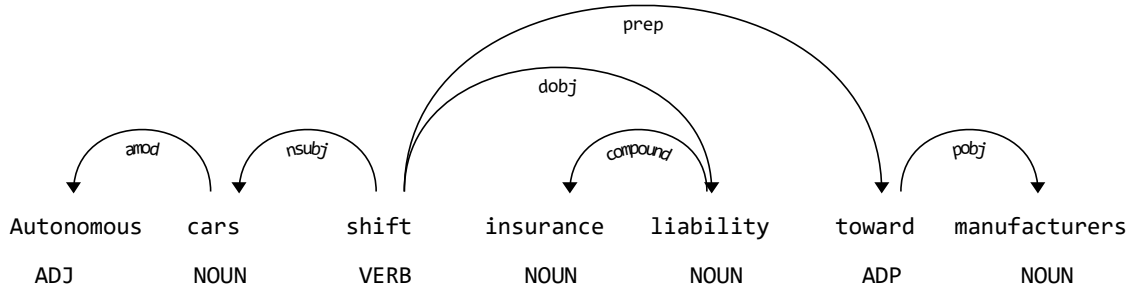 prep
dobj
amod nsubj compound pobj
Autonomous cars shift insurance liability toward manufacturers
ADJ NOUN VERB NOUN NOUN ADP NOUN